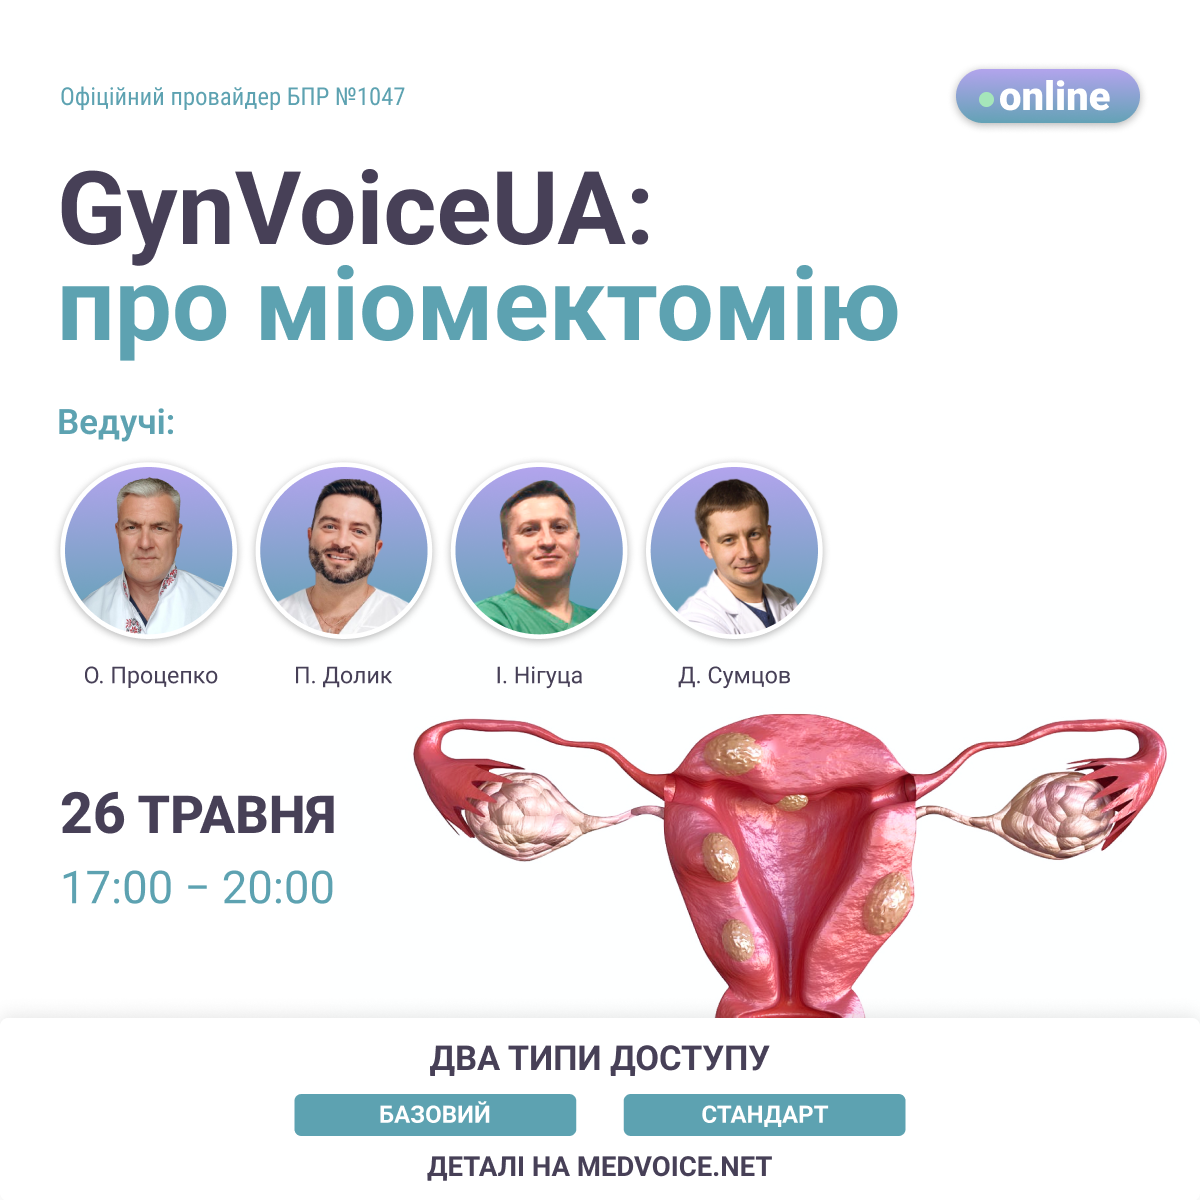 Офіційний провайдер БПР №1047
online
GynVoiceUA:
про міомектомію
Ведучі:
О. Процепко
П. Долик
І. Нігуца
Д. Сумцов
26 ТРАВНЯ
17:00 – 20:00
ДВА ТИПИ ДОСТУПУ
БАЗОВИЙ
СТАНДАРТ
ДЕТАЛІ НА MEDVOICE.NET